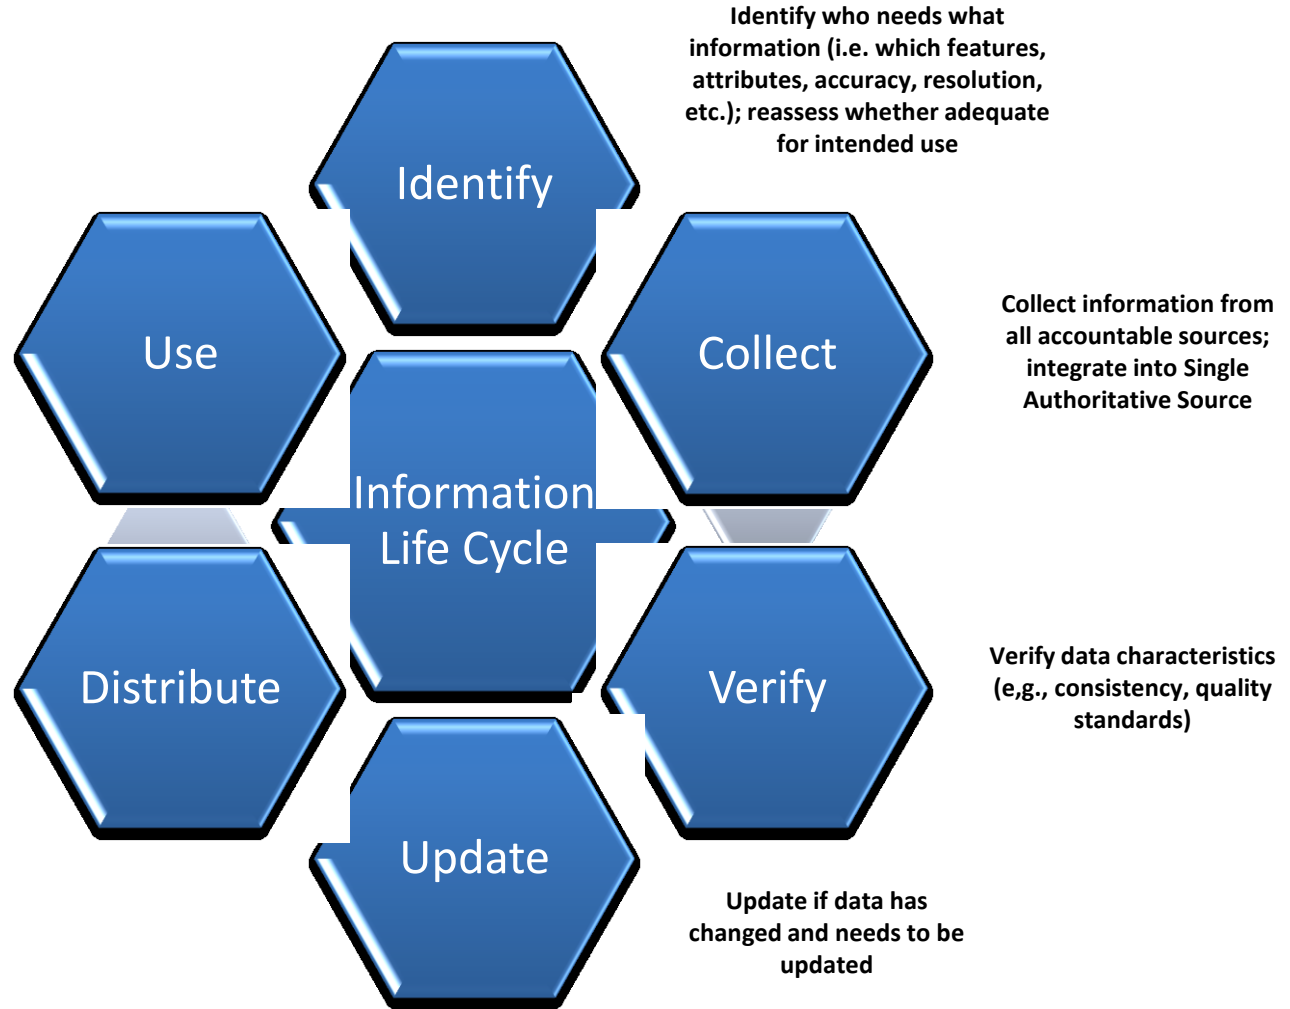 Identify who needs what
information (i.e. which features,
attributes, accuracy, resolution,
etc.); reassess whether adequate
for intended use
Identify
Use
Collect
Collect information from
all accountable sources;
integrate into Single
Authoritative Source
Information
Life Cycle
Distribute
Verify
Verify data characteristics
(e,g., consistency, quality
standards)
Update
Update if data has
changed and needs to be
updated